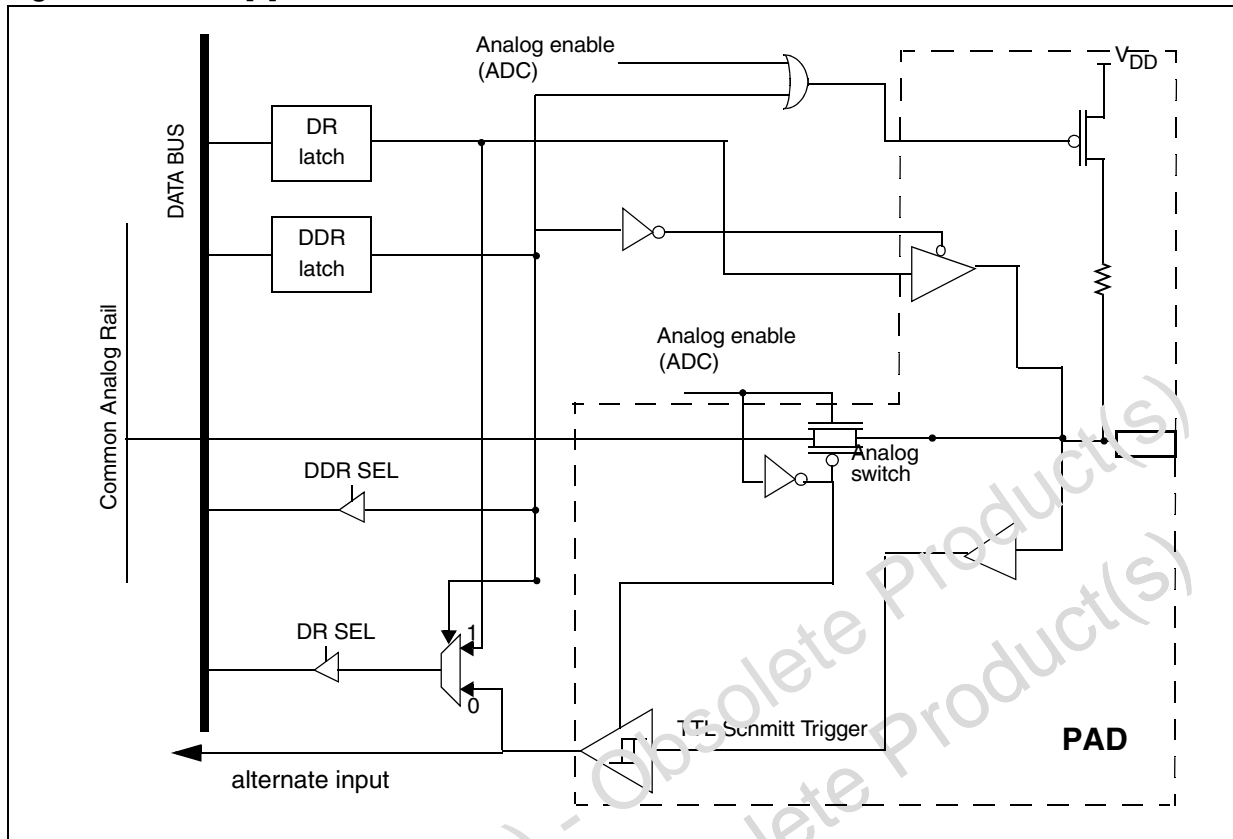 Analog enable
(ADC)
V_DD
DR
latch
DATA BUS
DDR
latch
Common Analog Rail
Analog enable
(ADC)
Analog
switch
DDR SEL
DR SEL
1
0
TTL Schmitt Trigger
PAD
alternate input
Obsolete Product(s)
- Obsolete Product(s)